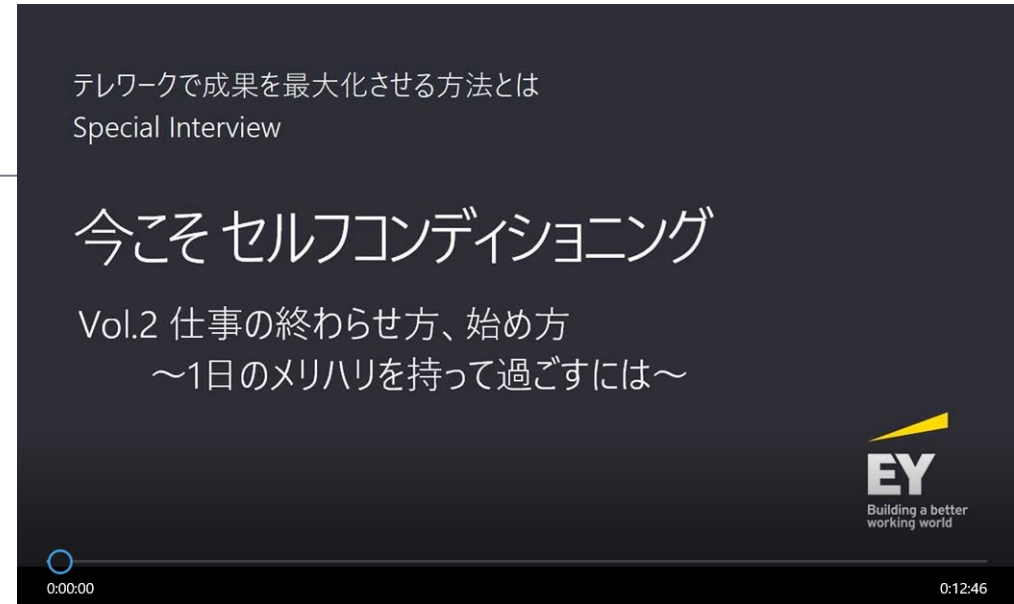 テレワークで成果を最大化させる方法とは
Special Interview
今こそ セルフコンディショニング
Vol.2 仕事の終わらせ方、始め方
～1日のメリハリを持って過ごすには～
EY
Building a better
working world
0:00:00
0:12:46